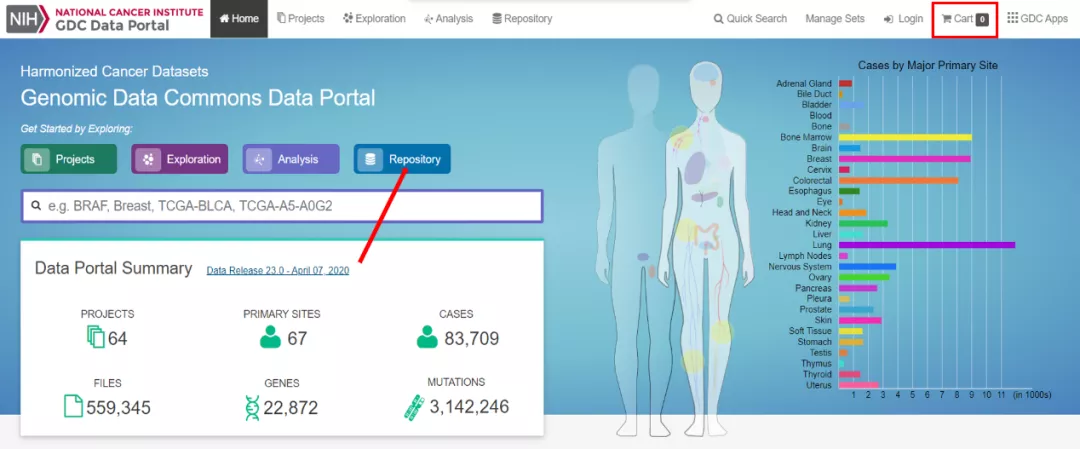 NIH NATIONAL CANCER INSTITUTE
GDC Data Portal
Home
Projects
Exploration
Analysis
Repository
Quick Search
Manage Sets
Login
Cart 0
GDC Apps
Harmonized Cancer Datasets
Genomic Data Commons Data Portal
Get Started by Exploring:
Projects
Exploration
Analysis
Repository
e.g. BRAF, Breast, TCGA-BLCA, TCGA-A5-A0G2
Data Portal Summary
Data Release 23.0 - April 07, 2020
PROJECTS
64
PRIMARY SITES
67
CASES
83,709
FILES
559,345
GENES
22,872
MUTATIONS
3,142,246
Cases by Major Primary Site
Adrenal Gland
Bile Duct
Bladder
Blood
Bone
Bone Marrow
Brain
Breast
Cervix
Colorectal
Esophagus
Eye
Head and Neck
Kidney
Liver
Lung
Lymph Nodes
Nervous System
Ovary
Pancreas
Pleura
Prostate
Skin
Soft Tissue
Stomach
Testis
Thymus
Thyroid
Uterus
1 2 3 4 5 6 7 8 9 10 11 (in 1000s)